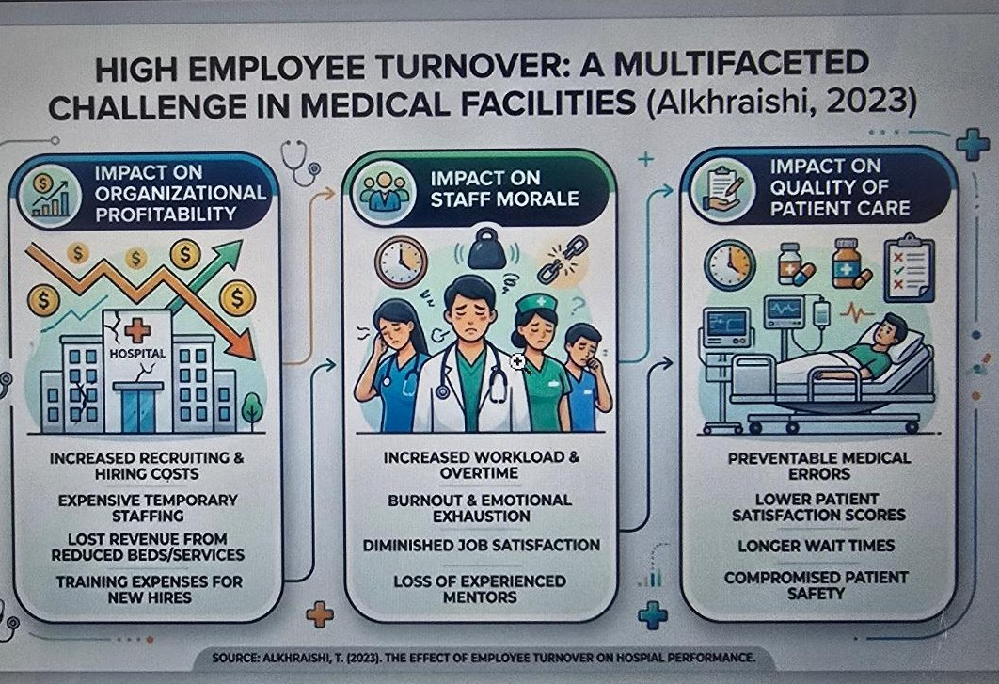 HIGH EMPLOYEE TURNOVER: A MULTIFACETED
CHALLENGE IN MEDICAL FACILITIES (Alkhraishi, 2023)
IMPACT ON
ORGANIZATIONAL
PROFITABILITY
HOSPITAL
INCREASED RECRUITING &
HIRING COSTS
EXPENSIVE TEMPORARY
STAFFING
LOST REVENUE FROM
REDUCED BEDS/SERVICES
TRAINING EXPENSES FOR
NEW HIRES
IMPACT ON
STAFF MORALE
INCREASED WORKLOAD &
OVERTIME
BURNOUT & EMOTIONAL
EXHAUSTION
DIMINISHED JOB SATISFACTION
LOSS OF EXPERIENCED
MENTORS
IMPACT ON
QUALITY OF
PATIENT CARE
PREVENTABLE MEDICAL
ERRORS
LOWER PATIENT
SATISFACTION SCORES
LONGER WAIT TIMES
COMPROMISED PATIENT
SAFETY
SOURCE: ALKHRAISHI, T. (2023). THE EFFECT OF EMPLOYEE TURNOVER ON HOSPIAL PERFORMANCE.